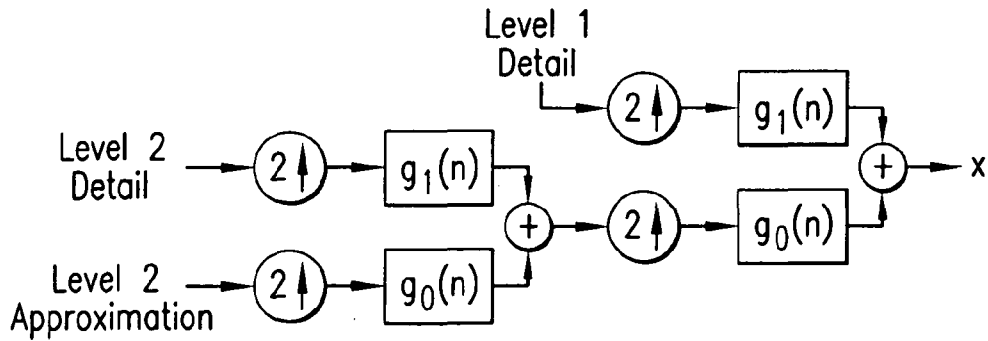 Level 1
Detail
2↑
g₁(n)
Level 2
Detail
2↑
g₁(n)
+
x
+
2↑
g₀(n)
Level 2
Approximation
2↑
g₀(n)